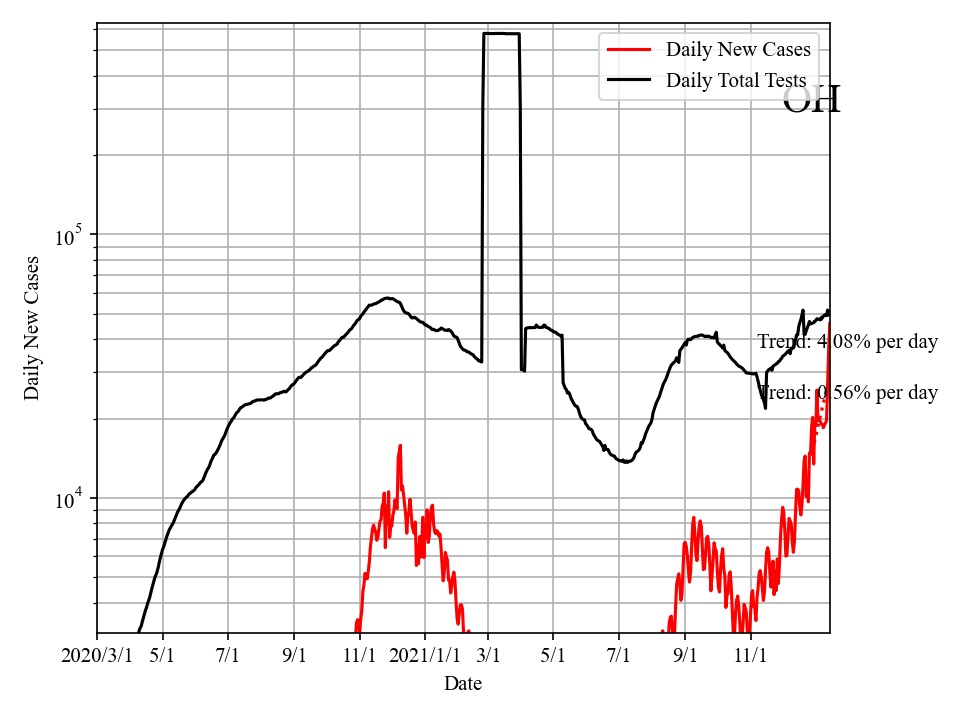 Daily New Cases
Daily Total Tests
OH
10^5
Trend: 4.08% per day
Trend: 0.56% per day
10^4
Daily New Cases
2020/3/1 5/1 7/1 9/1 11/1 2021/1/1 3/1 5/1 7/1 9/1 11/1
Date